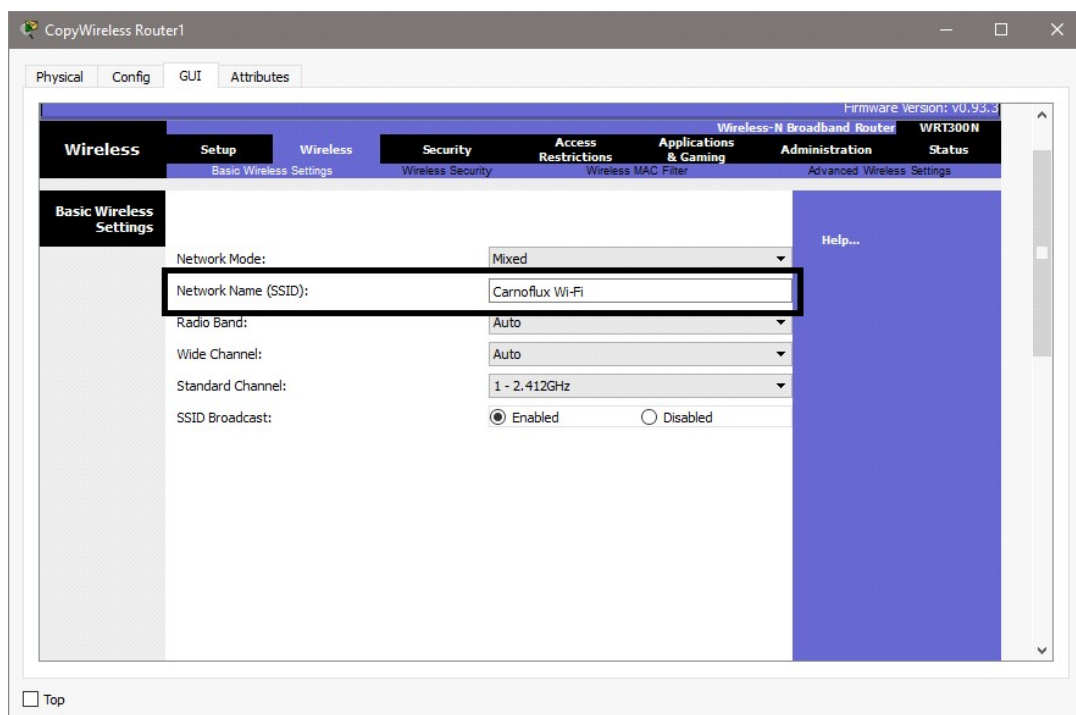 CopyWireless Router1
Physical Config GUI Attributes
Firmware Version: v0.93.3
Wireless-N Broadband Router WRT300N
Wireless Setup Wireless Security Access Restrictions Applications & Gaming Administration Status
Basic Wireless Settings Wireless Security Wireless MAC Filter Advanced Wireless Settings
Basic Wireless
Settings
Help...
Network Mode: Mixed
Network Name (SSID): Carnoflux Wi-Fi
Radio Band: Auto
Wide Channel: Auto
Standard Channel: 1 - 2.412GHz
SSID Broadcast: Enabled Disabled
Top